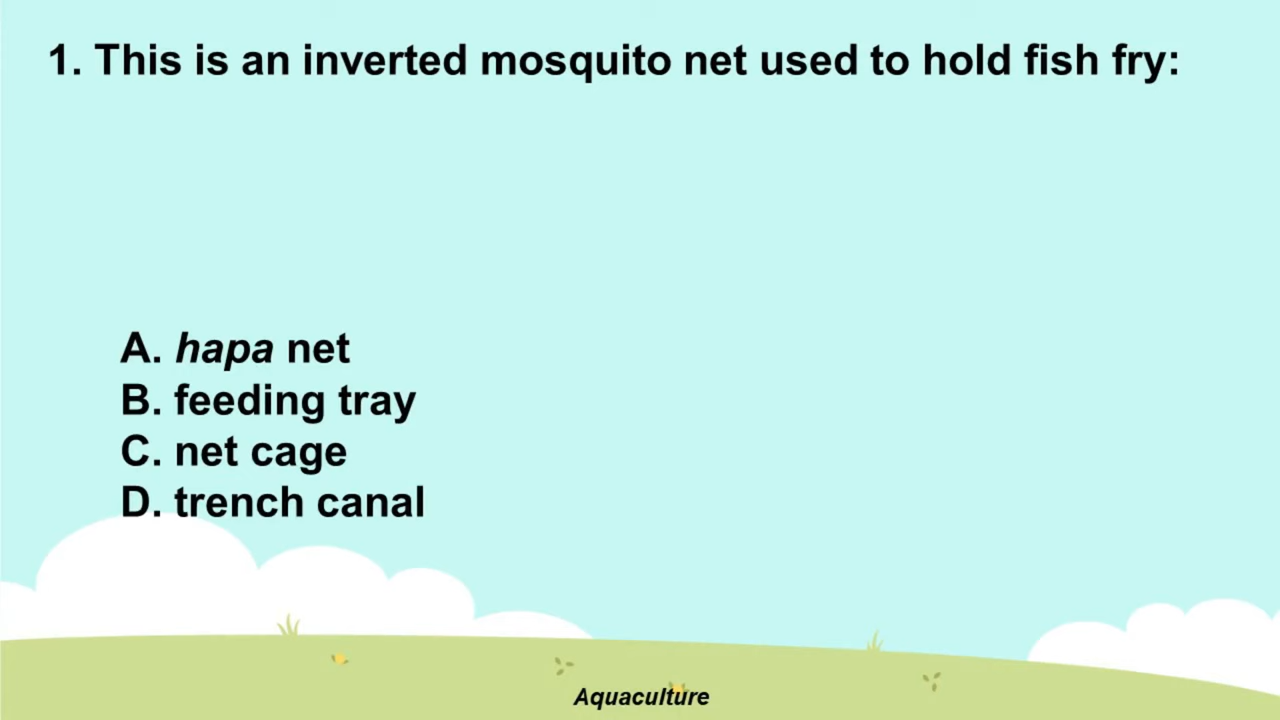 1. This is an inverted mosquito net used to hold fish fry:
A. hapa net
B. feeding tray
C. net cage
D. trench canal
Aquaculture